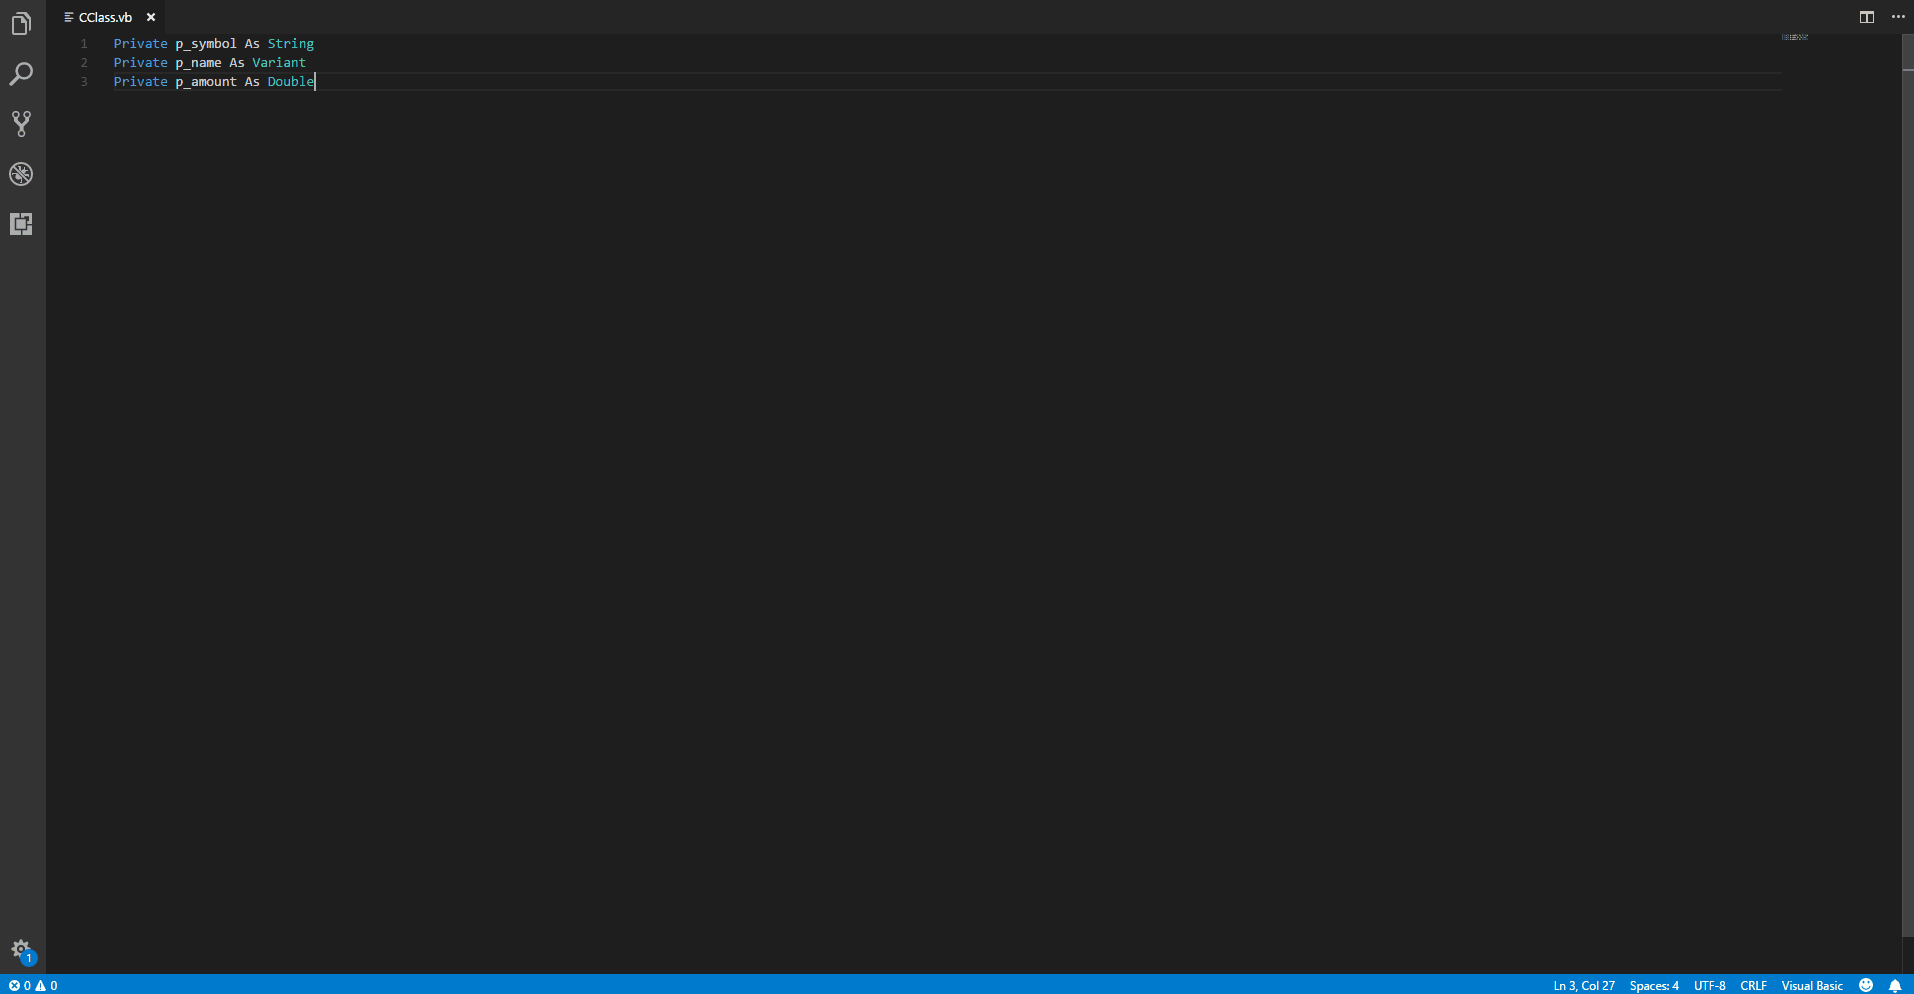 CClass.vb
1 Private p_symbol As String
2 Private p_name As Variant
3 Private p_amount As Double
1
0 0 Ln 3, Col 27 Spaces: 4 UTF-8 CRLF Visual Basic